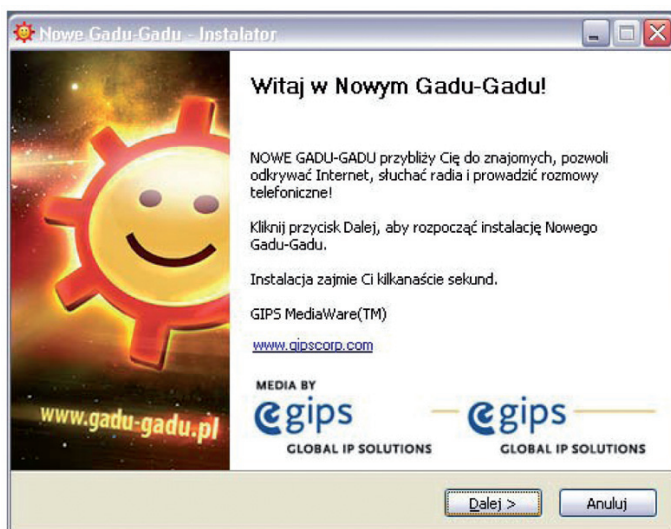 Nowe Gadu-Gadu - Instalator
Witaj w Nowym Gadu-Gadu!
NOWE GADU-GADU przybliży Cię do znajomych, pozwoli
odkrywać Internet, słuchać radia i prowadzić rozmowy
telefoniczne!
Kliknij przycisk Dalej, aby rozpocząć instalację Nowego
Gadu-Gadu.
Instalacja zajmie Ci kilkanaście sekund.
GIPS MediaWare(TM)
www.gipscorp.com
MEDIA BY
gips
GLOBAL IP SOLUTIONS
gips
GLOBAL IP SOLUTIONS
www.gadu-gadu.pl
Dalej >
Anuluj